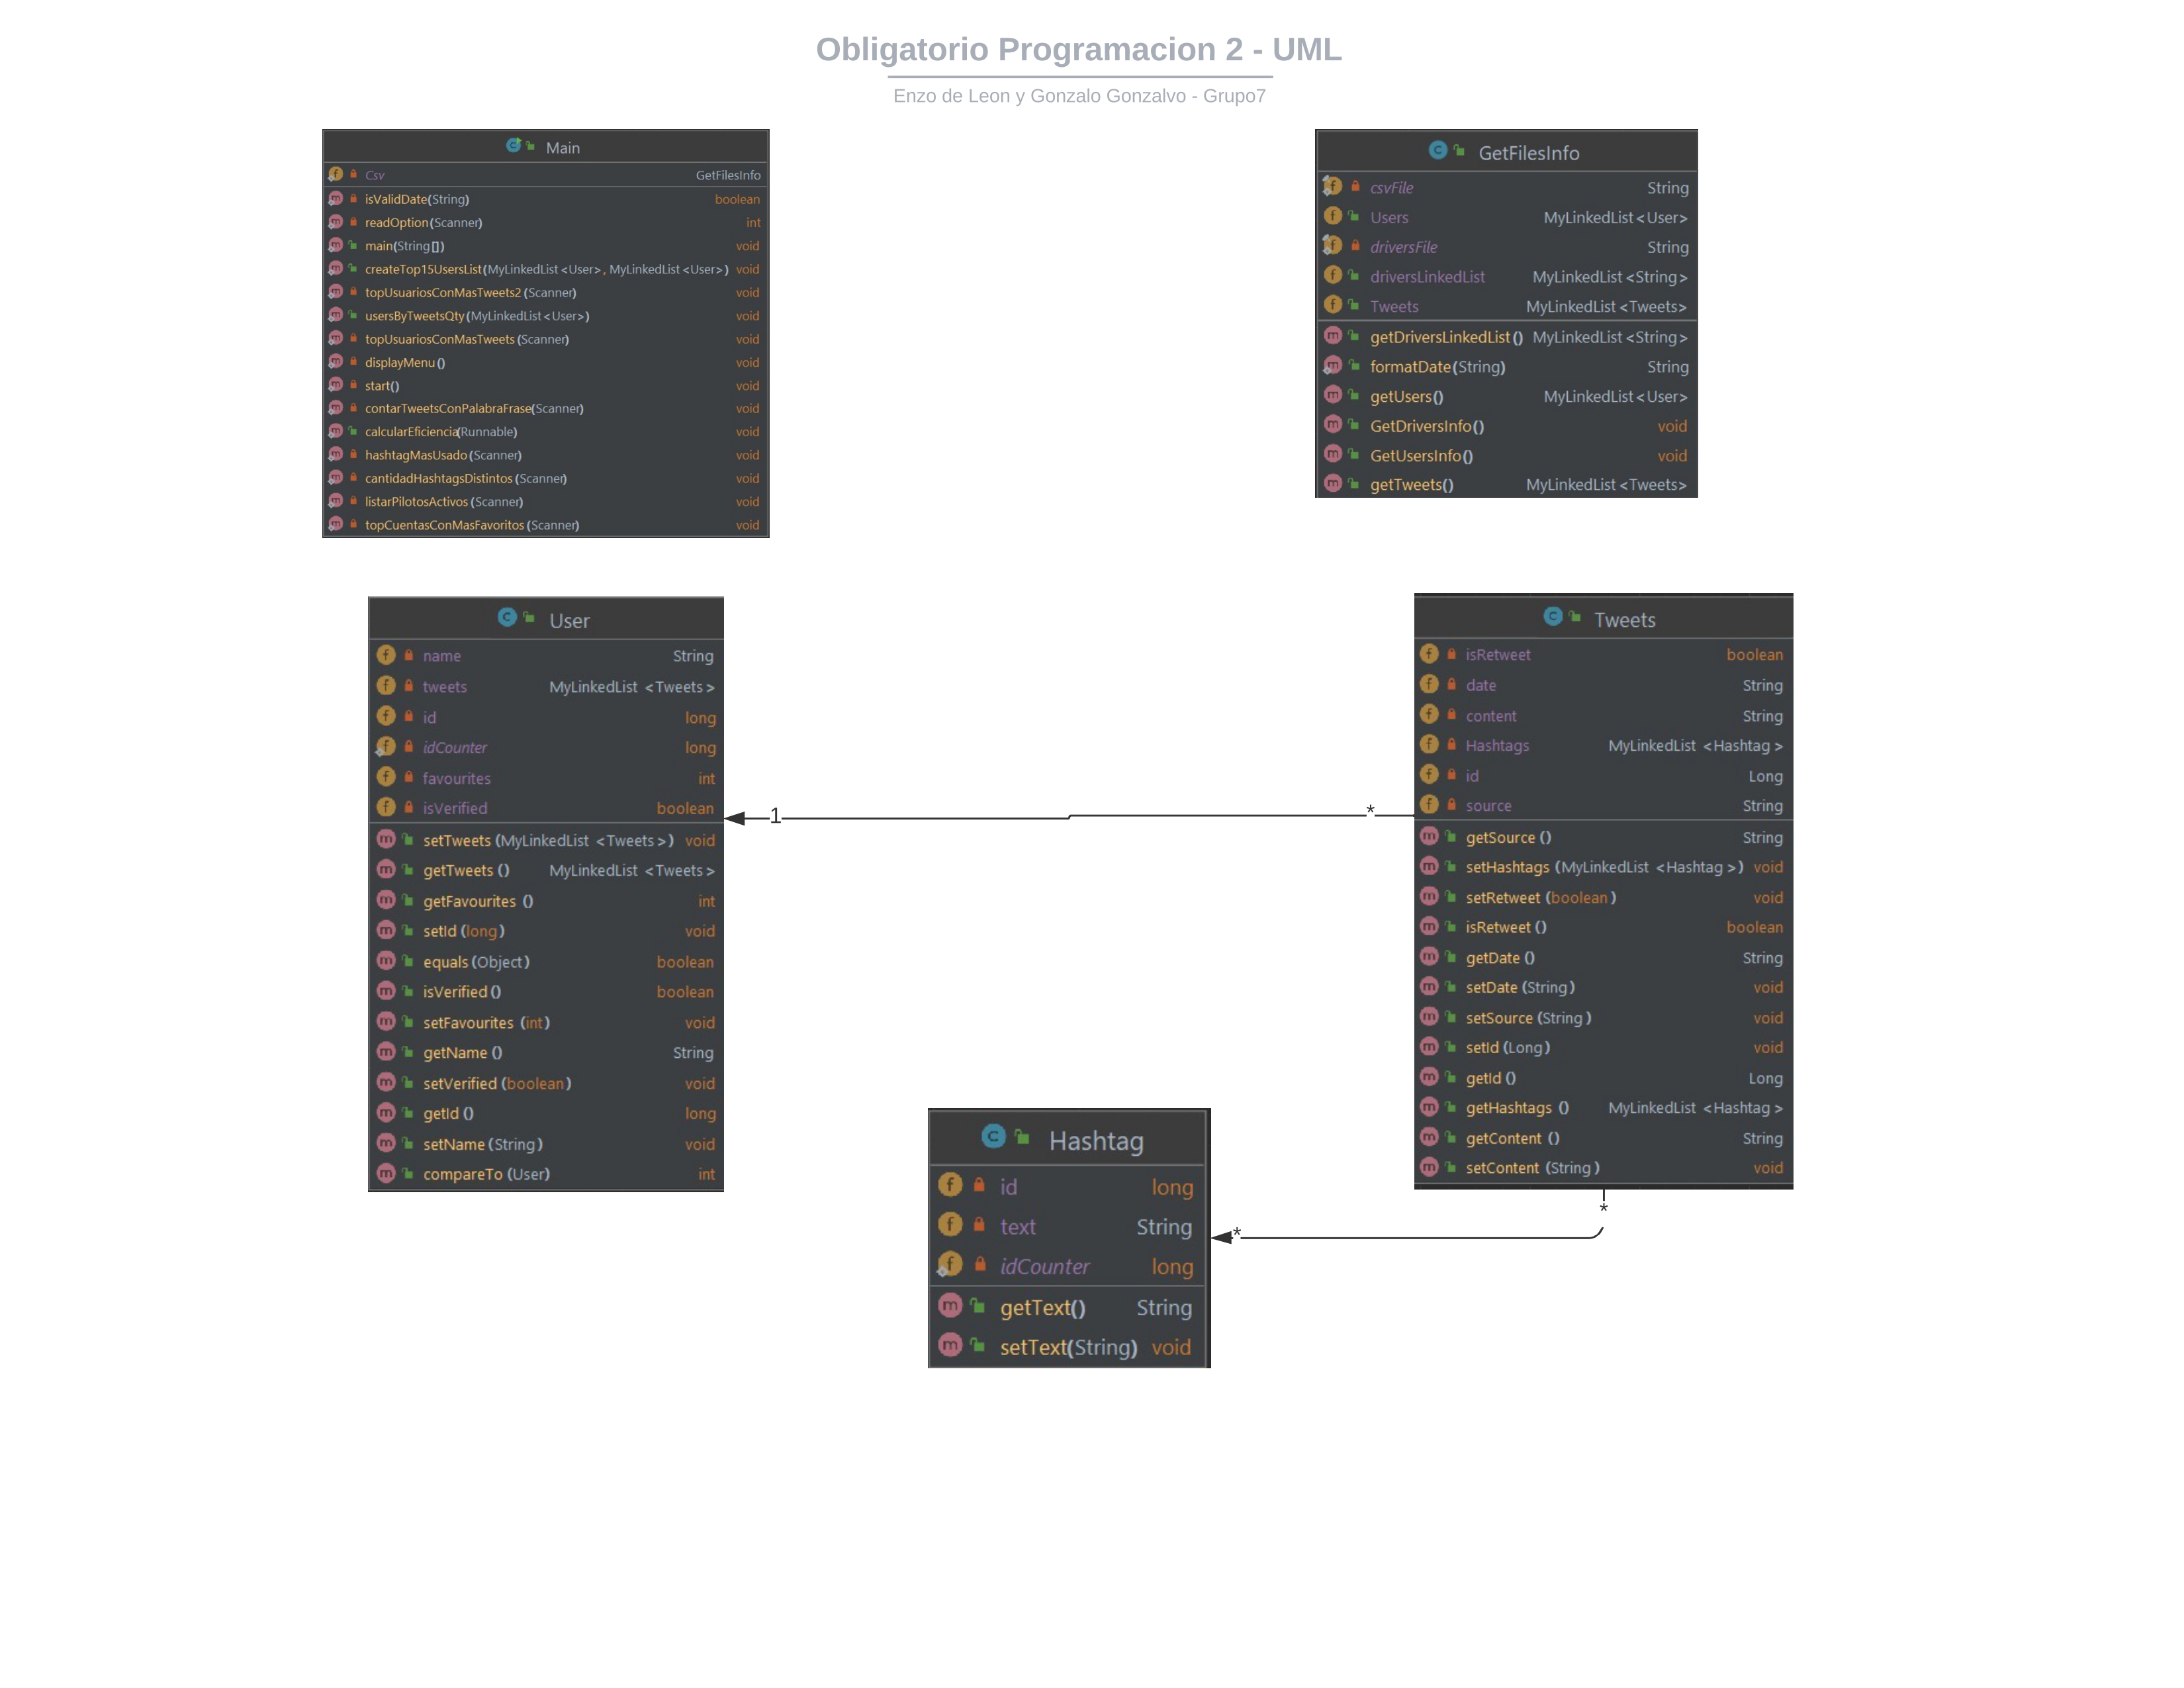 Obligatorio Programacion 2 - UML
Enzo de Leon y Gonzalo Gonzalvo - Grupo7
Main
Csv GetFilesInfo
isValidDate(String) boolean
readOption(Scanner) int
main(String[]) void
createTop15UsersList(MyLinkedList<User>, MyLinkedList<User>) void
topUsuariosConMasTweets2(Scanner) void
usersByTweetsQty(MyLinkedList<User>) void
topUsuariosConMasTweets(Scanner) void
displayMenu() void
start() void
contarTweetsConPalabraFrase(Scanner) void
calcularEficiencia(Runnable) void
hashtagMasUsado(Scanner) void
cantidadHashtagsDistintos(Scanner) void
listarPilotosActivos(Scanner) void
topCuentasConMasFavoritos(Scanner) void
GetFilesInfo
csvFile String
Users MyLinkedList<User>
driversFile String
driversLinkedList MyLinkedList<String>
Tweets MyLinkedList<Tweets>
getDriversLinkedList() MyLinkedList<String>
formatDate(String) String
getUsers() MyLinkedList<User>
GetDriversInfo() void
GetUsersInfo() void
getTweets() MyLinkedList<Tweets>
User
name String
tweets MyLinkedList <Tweets>
id long
idCounter long
favourites int
isVerified boolean
setTweets (MyLinkedList <Tweets>) void
getTweets () MyLinkedList <Tweets>
getFavourites () int
setId (long) void
equals (Object) boolean
isVerified () boolean
setFavourites (int) void
getName () String
setVerified (boolean) void
getId () long
setName (String) void
compareTo (User) int
1
*
Tweets
isRetweet boolean
date String
content String
Hashtags MyLinkedList <Hashtag>
id Long
source String
getSource () String
setHashtags (MyLinkedList <Hashtag>) void
setRetweet (boolean) void
isRetweet () boolean
getDate () String
setDate (String) void
setSource (String) void
setId (Long) void
getId () Long
getHashtags () MyLinkedList <Hashtag>
getContent () String
setContent (String) void
*
*
Hashtag
id long
text String
idCounter long
getText() String
setText(String) void